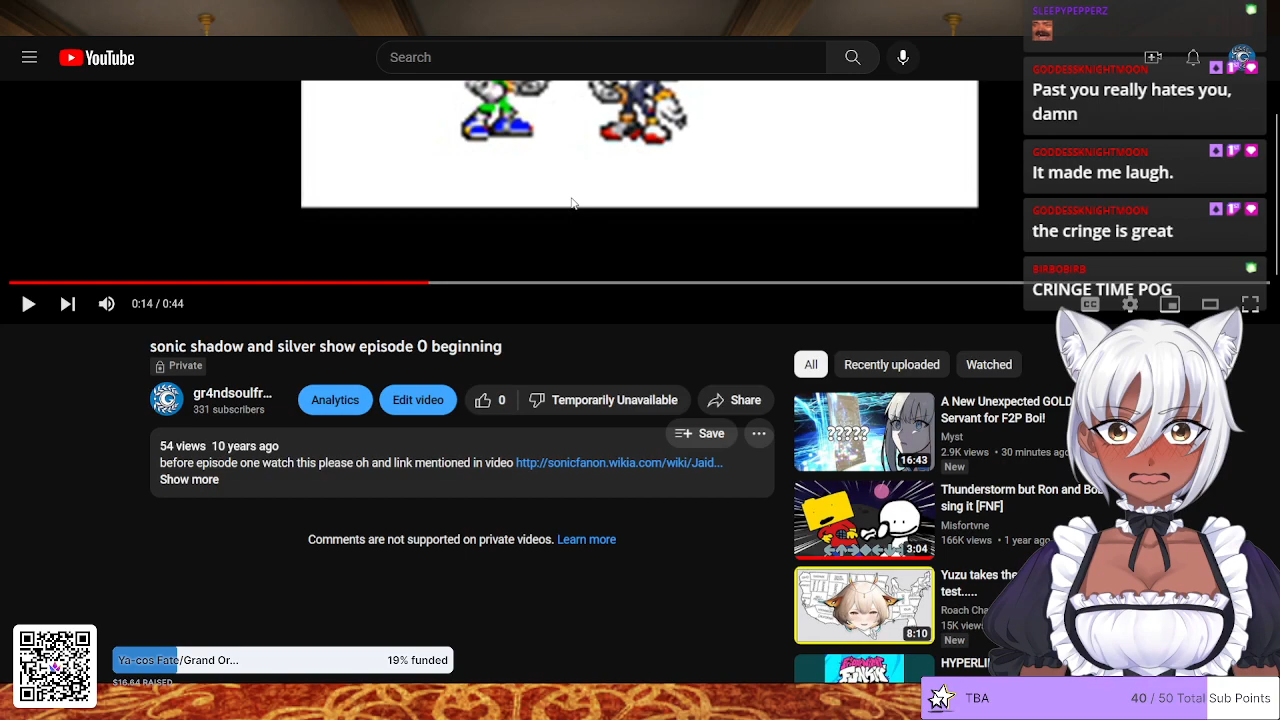 YouTube
Search
SLEEPYPEPPERZ
GODDESSKNIGHTMOON
Past you really hates you,
damn
GODDESSKNIGHTMOON
It made me laugh.
GODDESSKNIGHTMOON
the cringe is great
BIRBOBIRB
CRINGE TIME POG
0:14 / 0:44
sonic shadow and silver show episode 0 beginning
Private
gr4ndsoulfr...
331 subscribers
Analytics
Edit video
0
Temporarily Unavailable
Share
Save
54 views 10 years ago
before episode one watch this please oh and link mentioned in video http://sonicfanon.wikia.com/wiki/Jaid...
Show more
Comments are not supported on private videos. Learn more
All
Recently uploaded
Watched
?????
16:43
A New Unexpected GOLD
Servant for F2P Boi!
Myst
2.9K views • 30 minutes ago
New
3:04
Thunderstorm but Ron and Bo
sing it [FNF]
Misfortvne
166K views • 1 year ago
8:10
Yuzu takes the
test.....
Roach Cha
15K views
New
HYPERLI
Ya-cos Fate/Grand Or...
19% funded
$16.64 RAISED
TBA
40 / 50 Total Sub Points